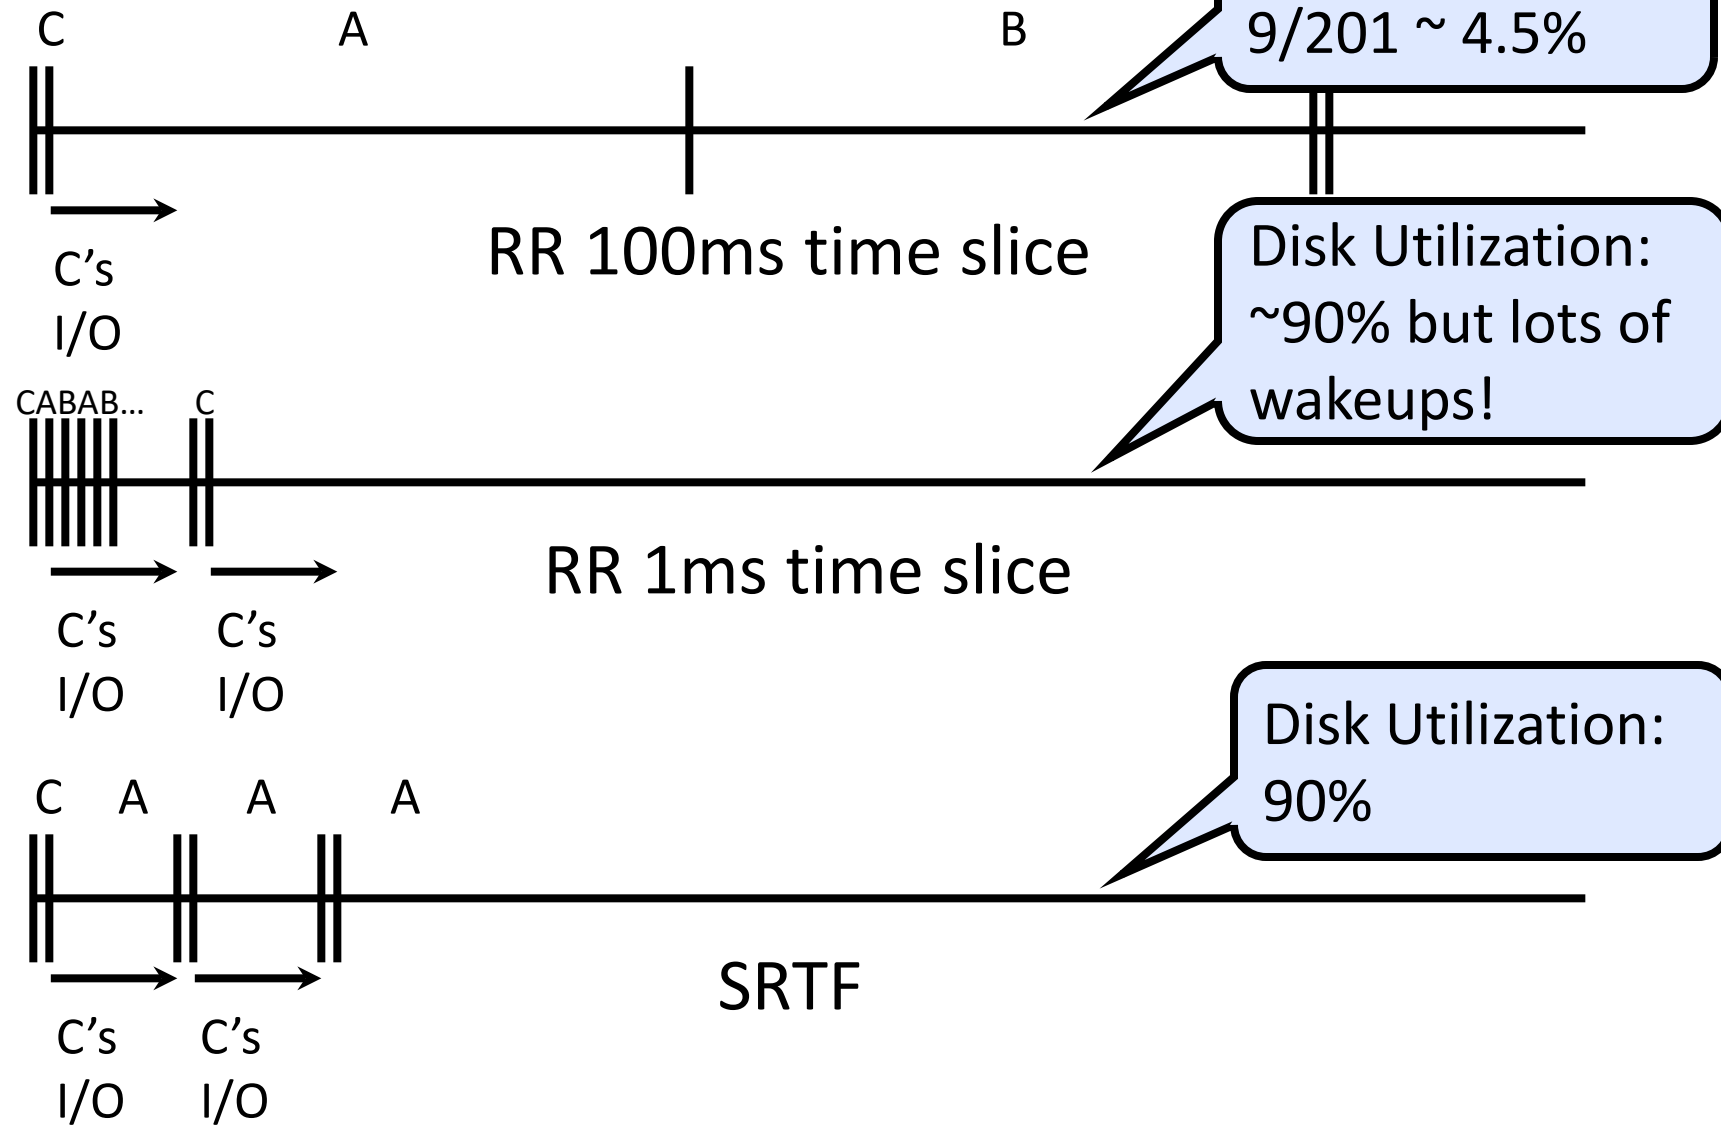 C A B
9/201 ~ 4.5%
C’s
I/O
RR 100ms time slice
Disk Utilization:
~90% but lots of
wakeups!
CABAB… C
C’s C’s
I/O I/O
RR 1ms time slice
Disk Utilization:
90%
C A A A
C’s C’s
I/O I/O
SRTF